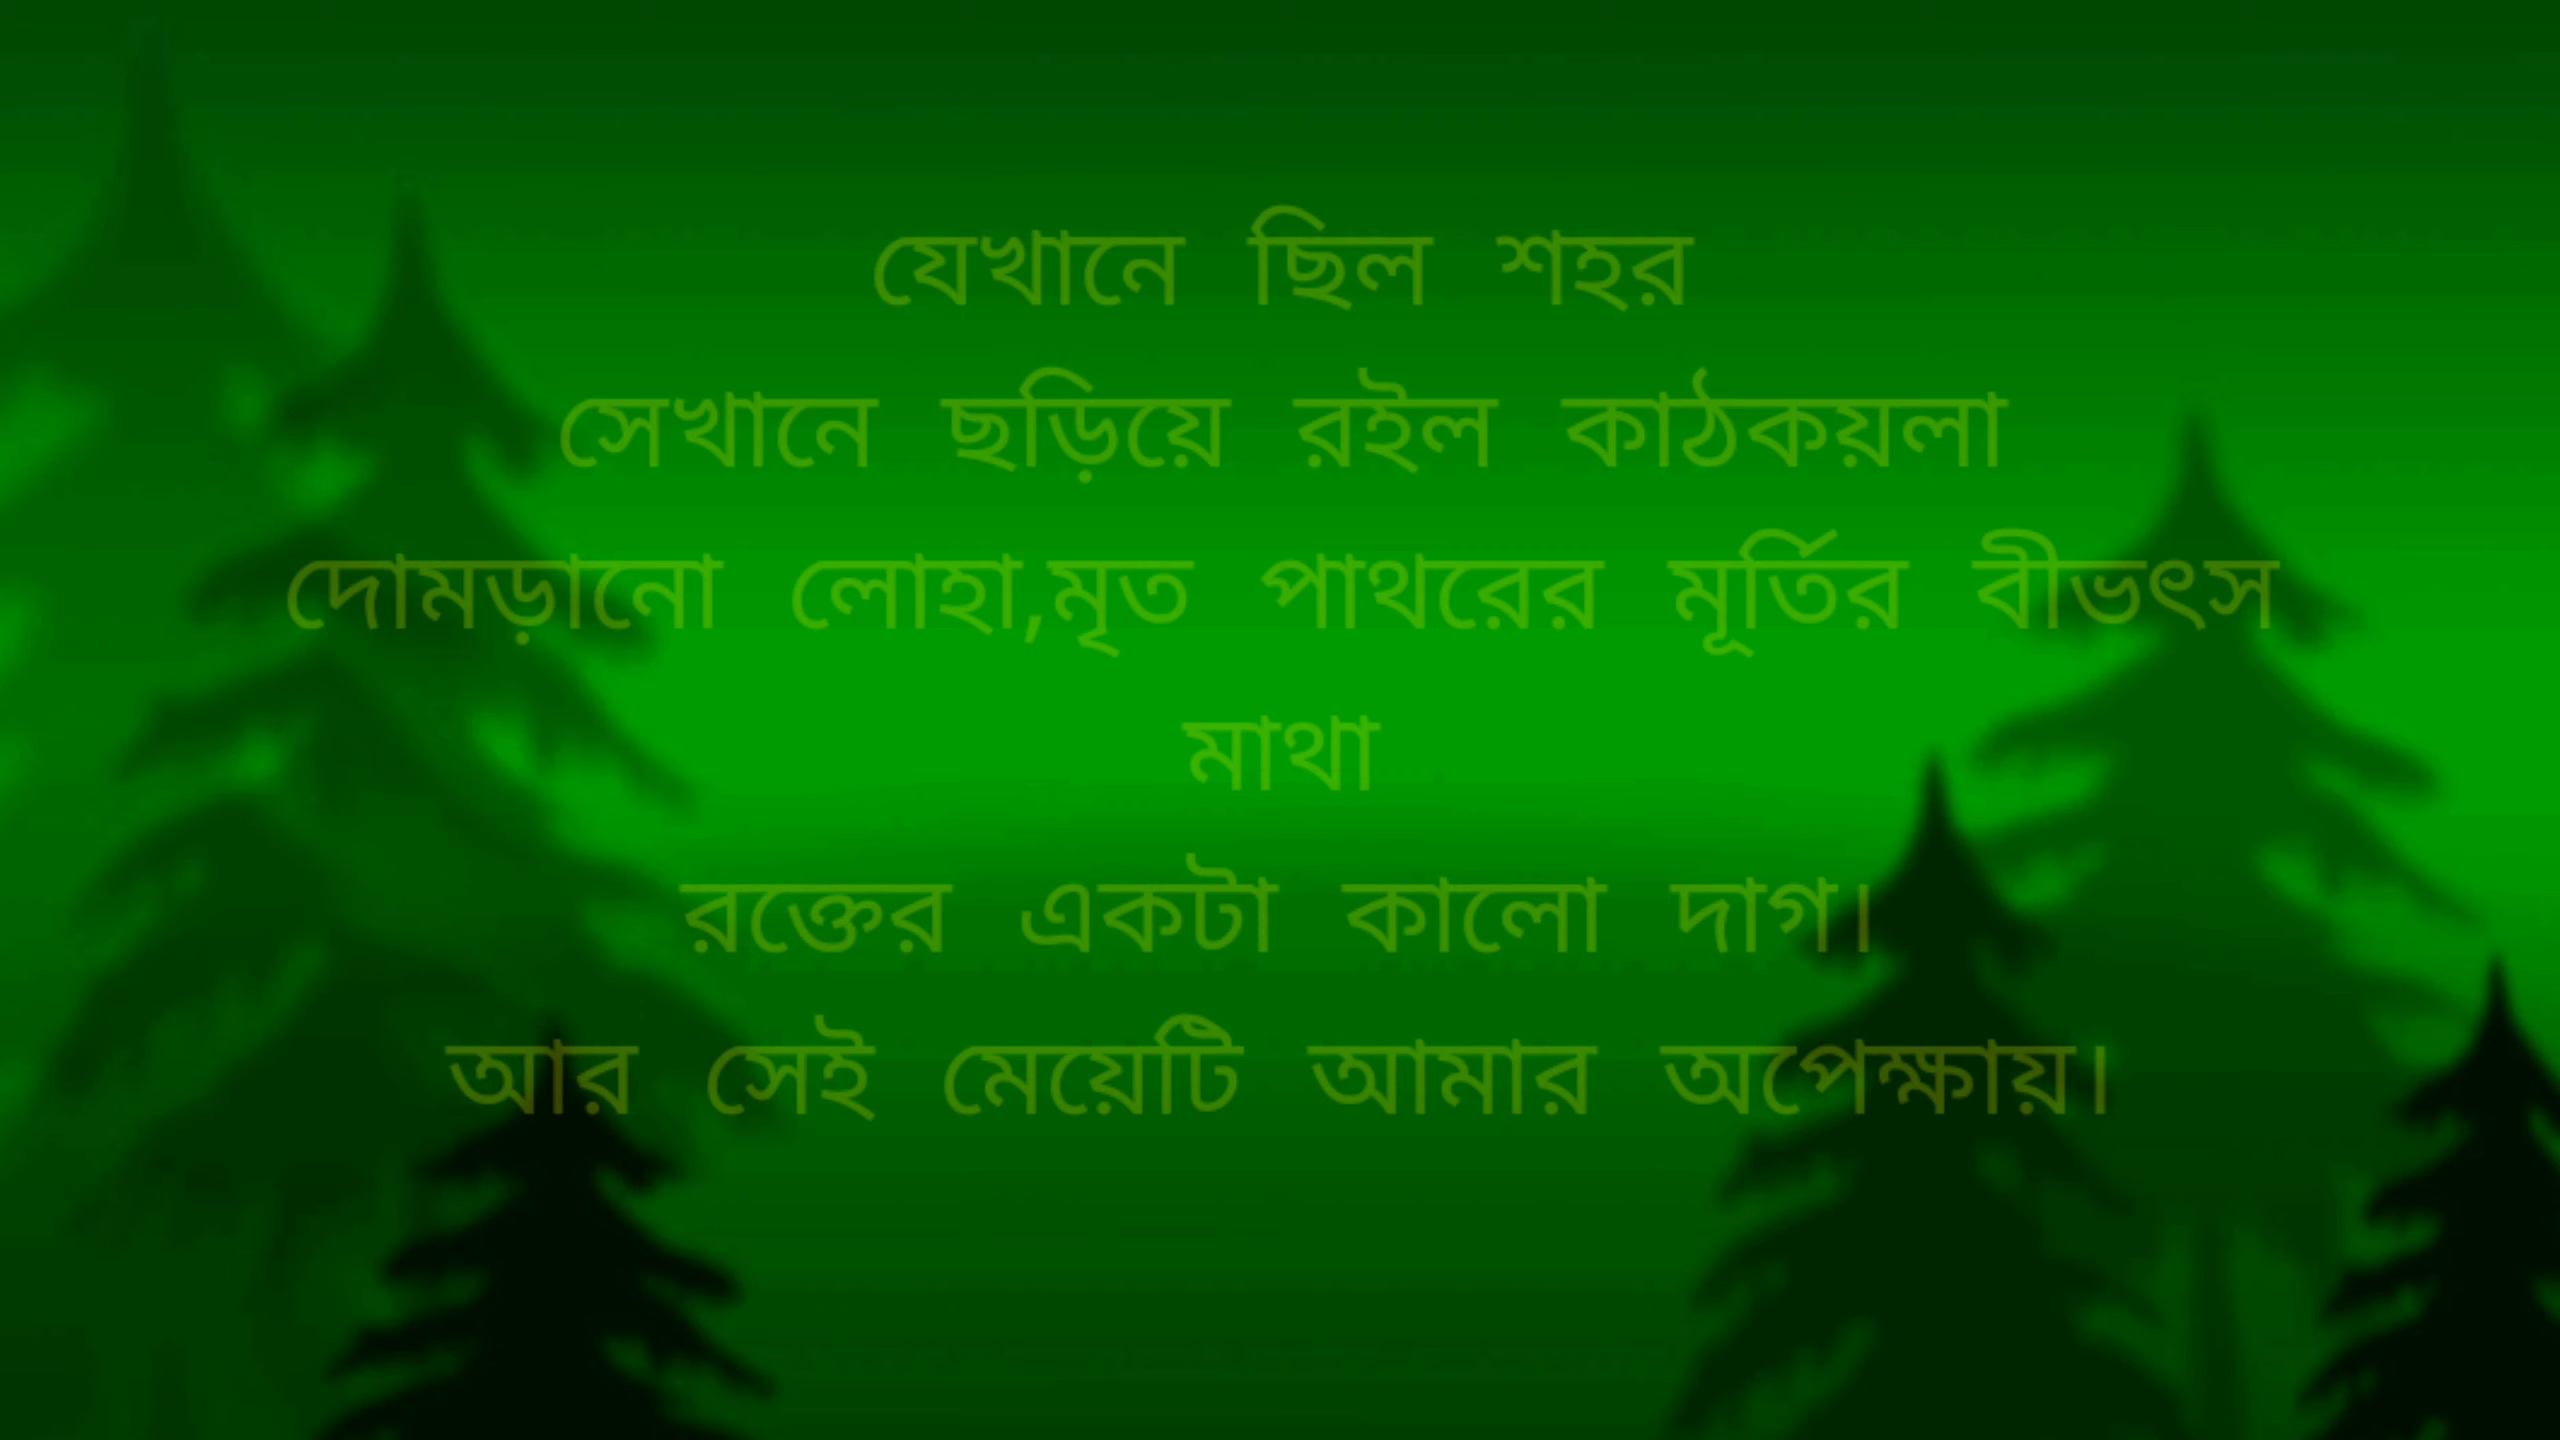 যেখানে ছিল শহর
সেখানে ছড়িয়ে রইল কাঠকয়লা
দোমড়ানো লোহা,মৃত পাথরের মূর্তির বীভৎস
মাথা
রক্তের একটা কালো দাগ।
আর সেই মেয়েটি আমার অপেক্ষায়।